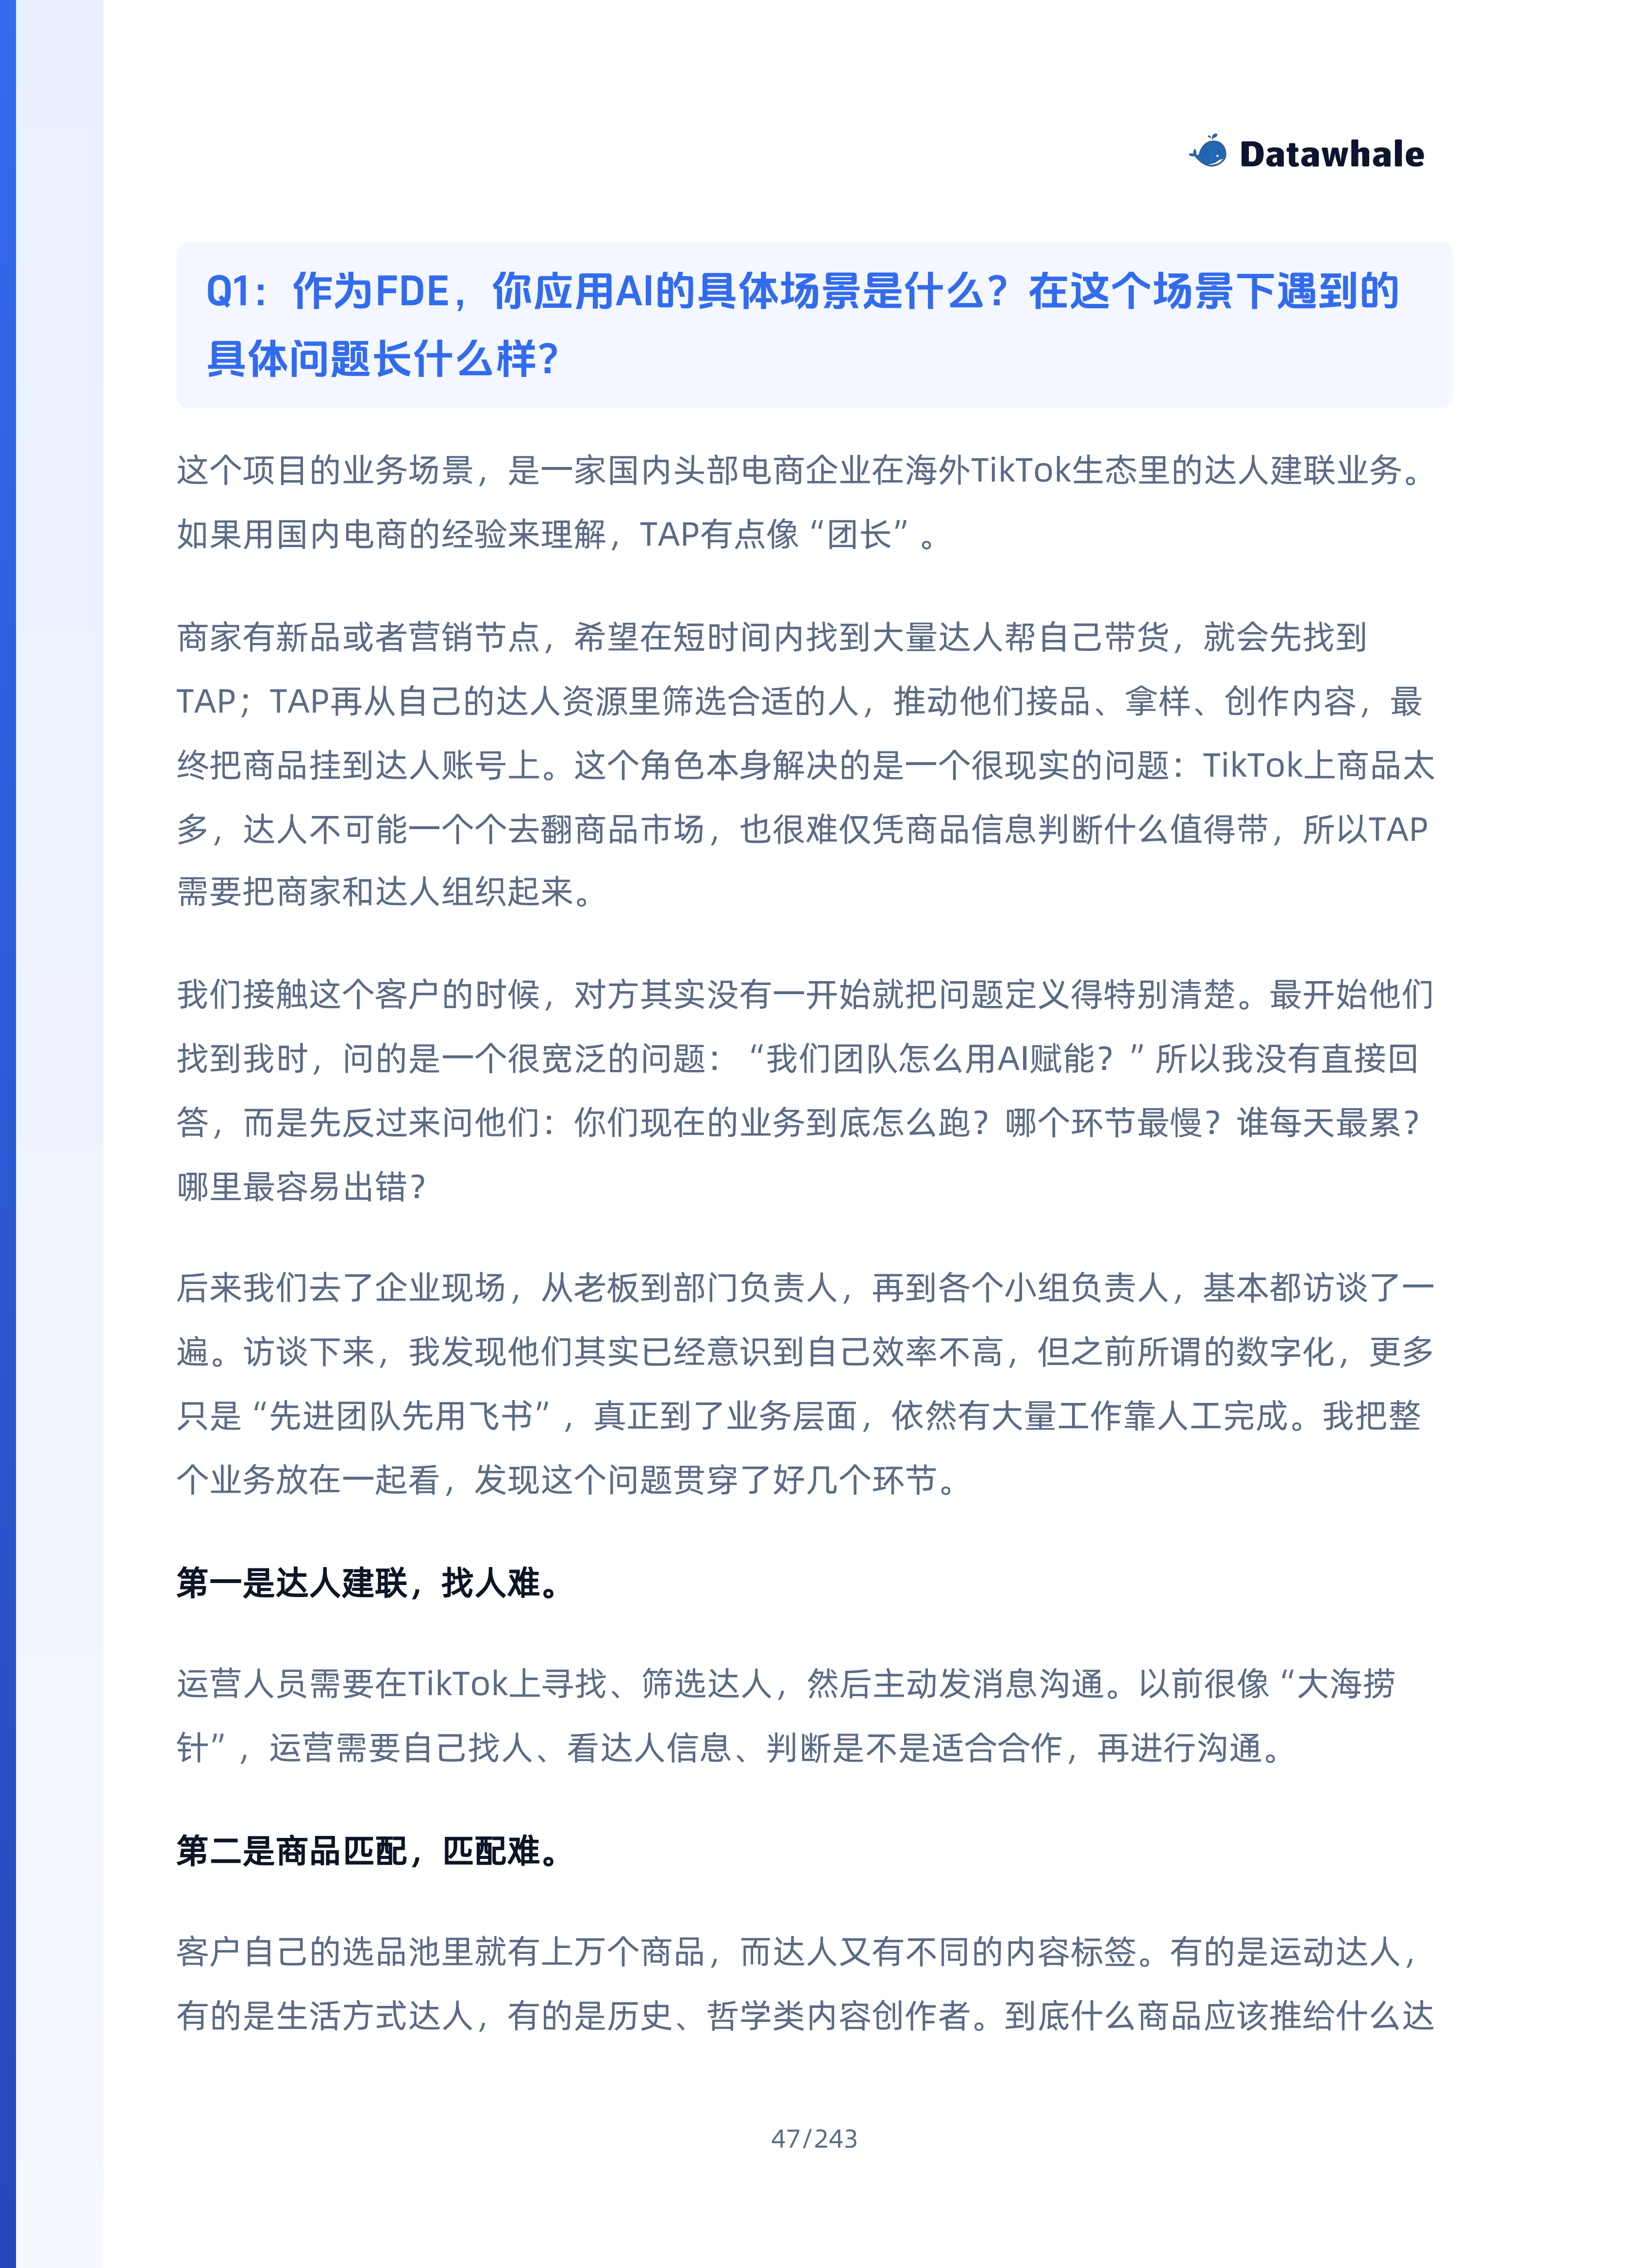 Datawhale
Q1：作为FDE，你应用AI的具体场景是什么？在这个场景下遇到的
具体问题长什么样？
这个项目的业务场景，是一家国内头部电商企业在海外TikTok生态里的达人建联业务。
如果用国内电商的经验来理解，TAP有点像“团长”。
商家有新品或者营销节点，希望在短时间内找到大量达人帮自己带货，就会先找到
TAP；TAP再从自己的达人资源里筛选合适的人，推动他们接品、拿样、创作内容，最
终把商品挂到达人账号上。这个角色本身解决的是一个很现实的问题：TikTok上商品太
多，达人不可能一个个去翻商品市场，也很难仅凭商品信息判断什么值得带，所以TAP
需要把商家和达人组织起来。
我们接触这个客户的时候，对方其实没有一开始就把问题定义得特别清楚。最开始他们
找到我时，问的是一个很宽泛的问题：“我们团队怎么用AI赋能？”所以我没有直接回
答，而是先反过来问他们：你们现在的业务到底怎么跑？哪个环节最慢？谁每天最累？
哪里最容易出错？
后来我们去了企业现场，从老板到部门负责人，再到各个小组负责人，基本都访谈了一
遍。访谈下来，我发现他们其实已经意识到自己效率不高，但之前所谓的数字化，更多
只是“先进团队先用飞书”，真正到了业务层面，依然有大量工作靠人工完成。我把整
个业务放在一起看，发现这个问题贯穿了好几个环节。
第一是达人建联，找人难。
运营人员需要在TikTok上寻找、筛选达人，然后主动发消息沟通。以前很像“大海捞
针”，运营需要自己找人、看达人信息、判断是不是适合合作，再进行沟通。
第二是商品匹配，匹配难。
客户自己的选品池里就有上万个商品，而达人又有不同的内容标签。有的是运动达人，
有的是生活方式达人，有的是历史、哲学类内容创作者。到底什么商品应该推给什么达
47/243